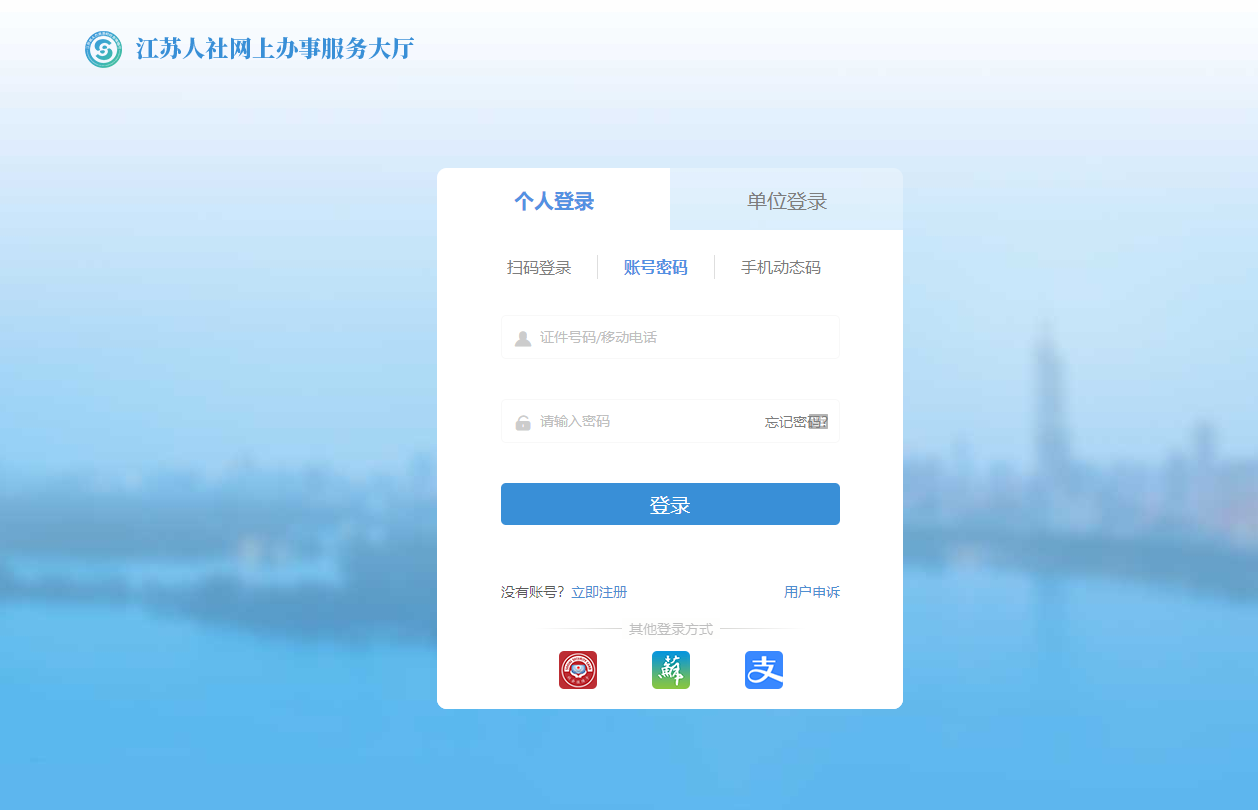 江苏人社网上办事服务大厅
个人登录 单位登录
扫码登录 账号密码 手机动态码
证件号码/移动电话
请输入密码 忘记密码?
登录
没有账号? 立即注册 用户申诉
其他登录方式
蘇 支